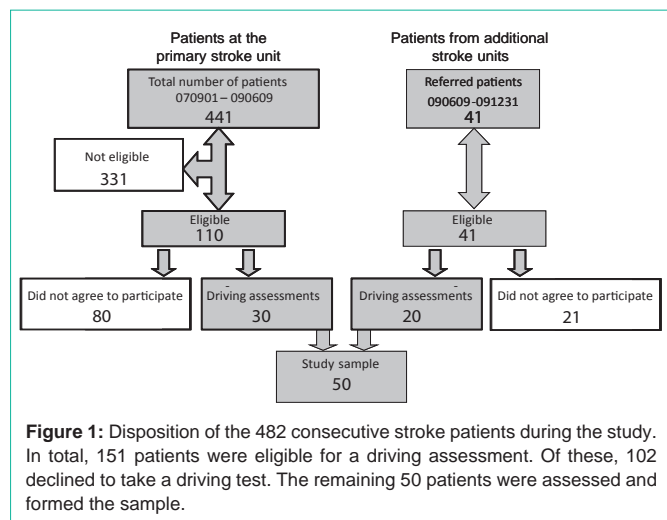 Patients at the
primary stroke unit
Patients from additional
stroke units
Total number of patients
070901 – 090609
441
Referred patients
090609-091231
41
Not eligible
331
Eligible
110
Eligible
41
Did not agree to participate
80
Driving assessments
30
Driving assessments
20
Did not agree to participate
21
Study sample
50
Figure 1: Disposition of the 482 consecutive stroke patients during the study.
In total, 151 patients were eligible for a driving assessment. Of these, 102
declined to take a driving test. The remaining 50 patients were assessed and
formed the sample.